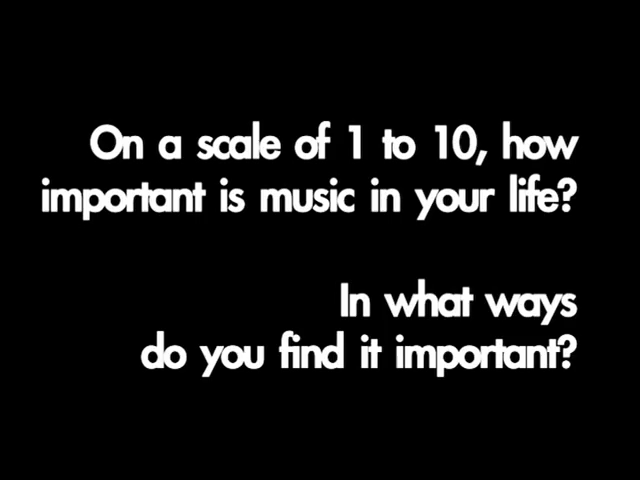 On a scale of 1 to 10, how
important is music in your life?
In what ways
do you find it important?